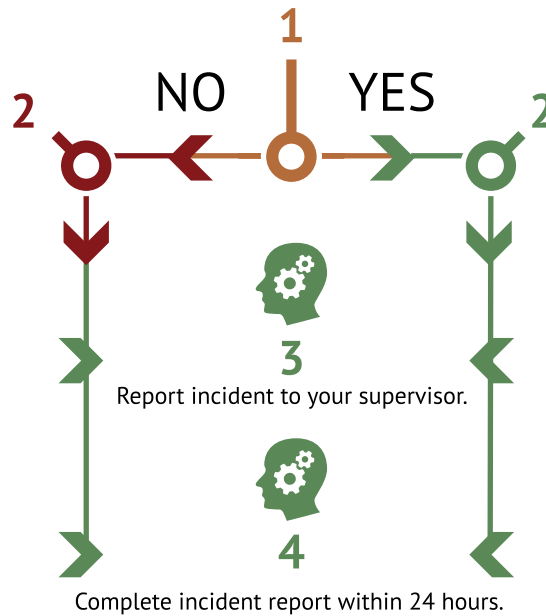 1
NO YES
2 2
3
Report incident to your supervisor.
4
Complete incident report within 24 hours.